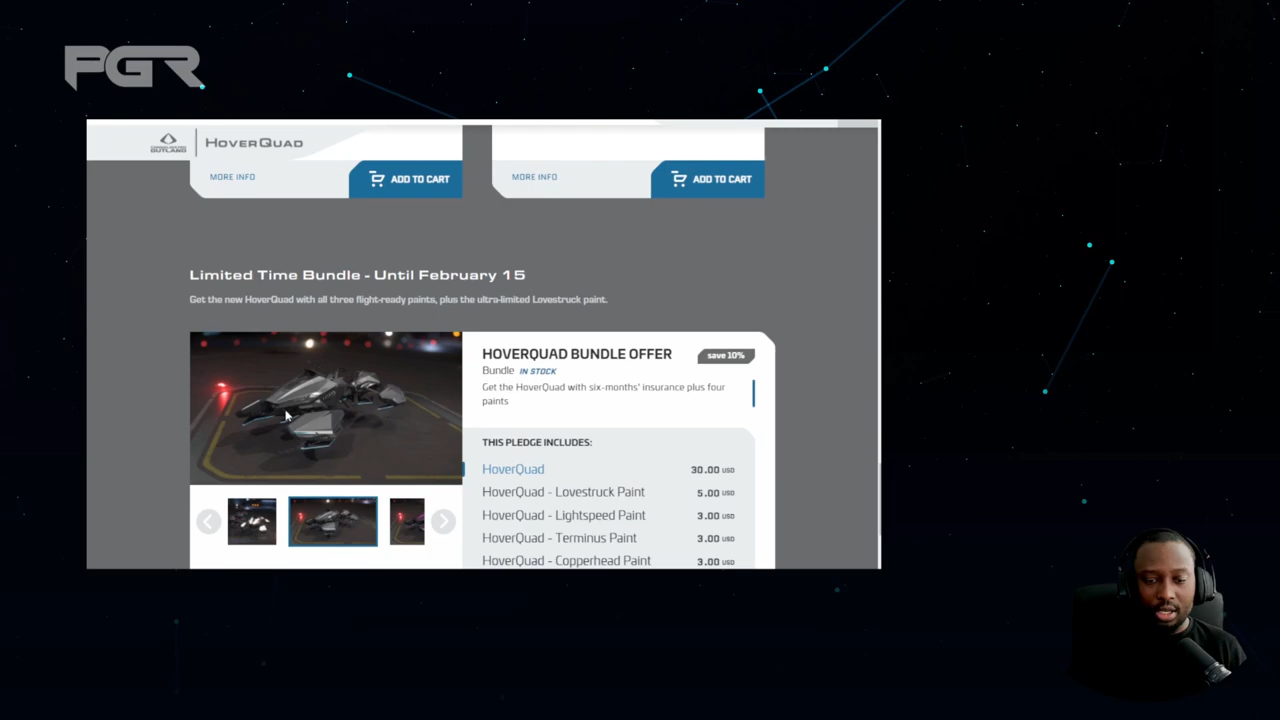 PGR
CONSOLIDATED
OUTLAND
HOVERQUAD
MORE INFO
ADD TO CART
MORE INFO
ADD TO CART
Limited Time Bundle - Until February 15
Get the new HoverQuad with all three flight-ready paints, plus the ultra-limited Lovestruck paint.
HOVERQUAD BUNDLE OFFER
save 10%
Bundle IN STOCK
Get the HoverQuad with six-months' insurance plus four
paints
THIS PLEDGE INCLUDES:
HoverQuad 30.00 USD
HoverQuad - Lovestruck Paint 5.00 USD
HoverQuad - Lightspeed Paint 3.00 USD
HoverQuad - Terminus Paint 3.00 USD
HoverQuad - Copperhead Paint 3.00 USD